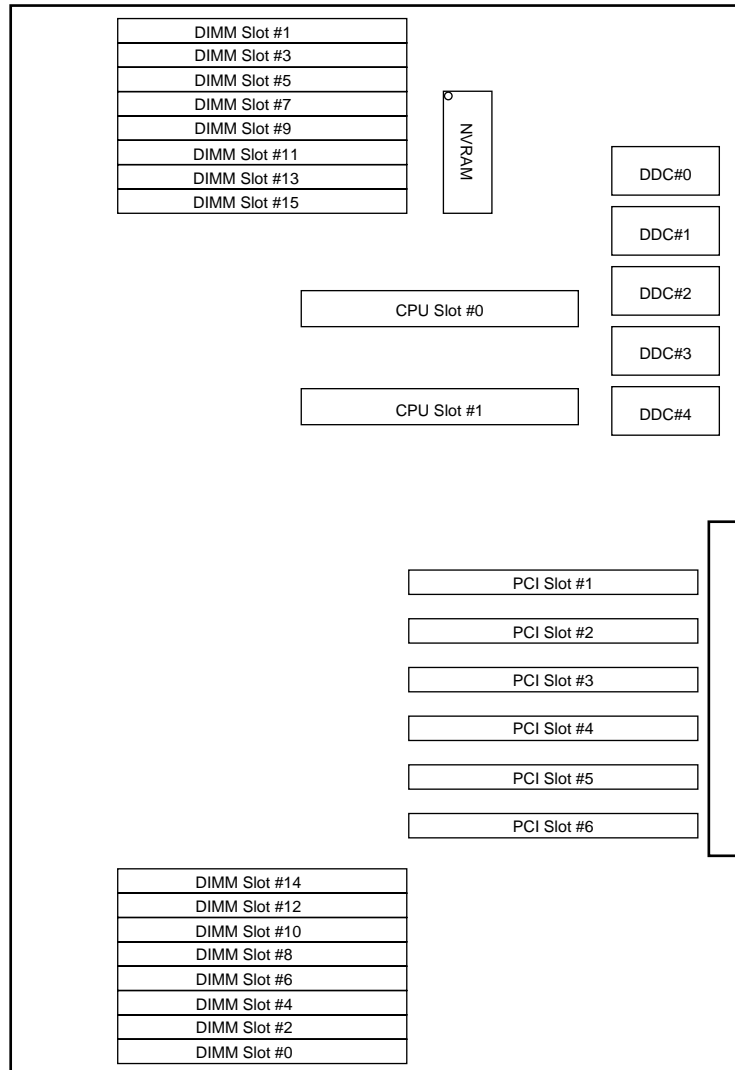 DIMM Slot #1
DIMM Slot #3
DIMM Slot #5
DIMM Slot #7
DIMM Slot #9
DIMM Slot #11
DIMM Slot #13
DIMM Slot #15
NVRAM
DDC#0
DDC#1
DDC#2
DDC#3
DDC#4
CPU Slot #0
CPU Slot #1
PCI Slot #1
PCI Slot #2
PCI Slot #3
PCI Slot #4
PCI Slot #5
PCI Slot #6
DIMM Slot #14
DIMM Slot #12
DIMM Slot #10
DIMM Slot #8
DIMM Slot #6
DIMM Slot #4
DIMM Slot #2
DIMM Slot #0